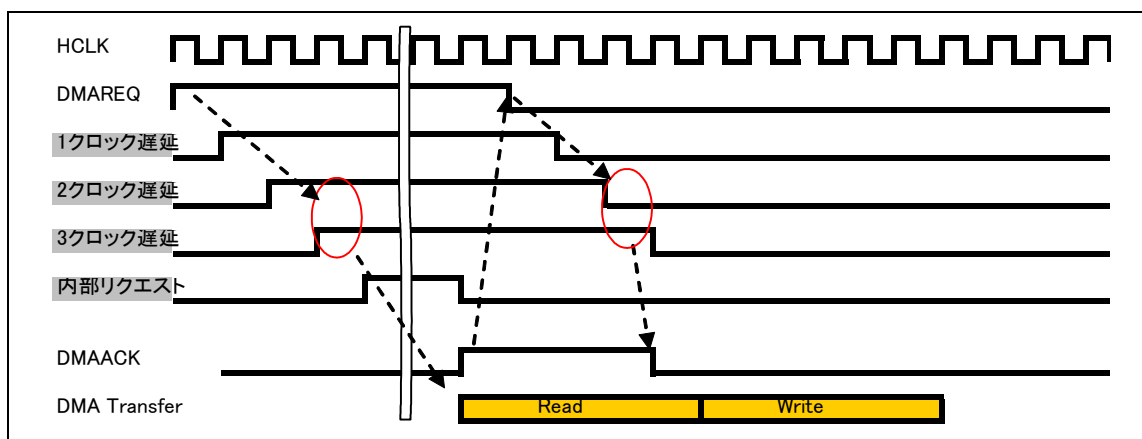 HCLK
DMAREQ
1クロック遅延
2クロック遅延
3クロック遅延
内部リクエスト
DMAACK
DMA Transfer
Read
Write